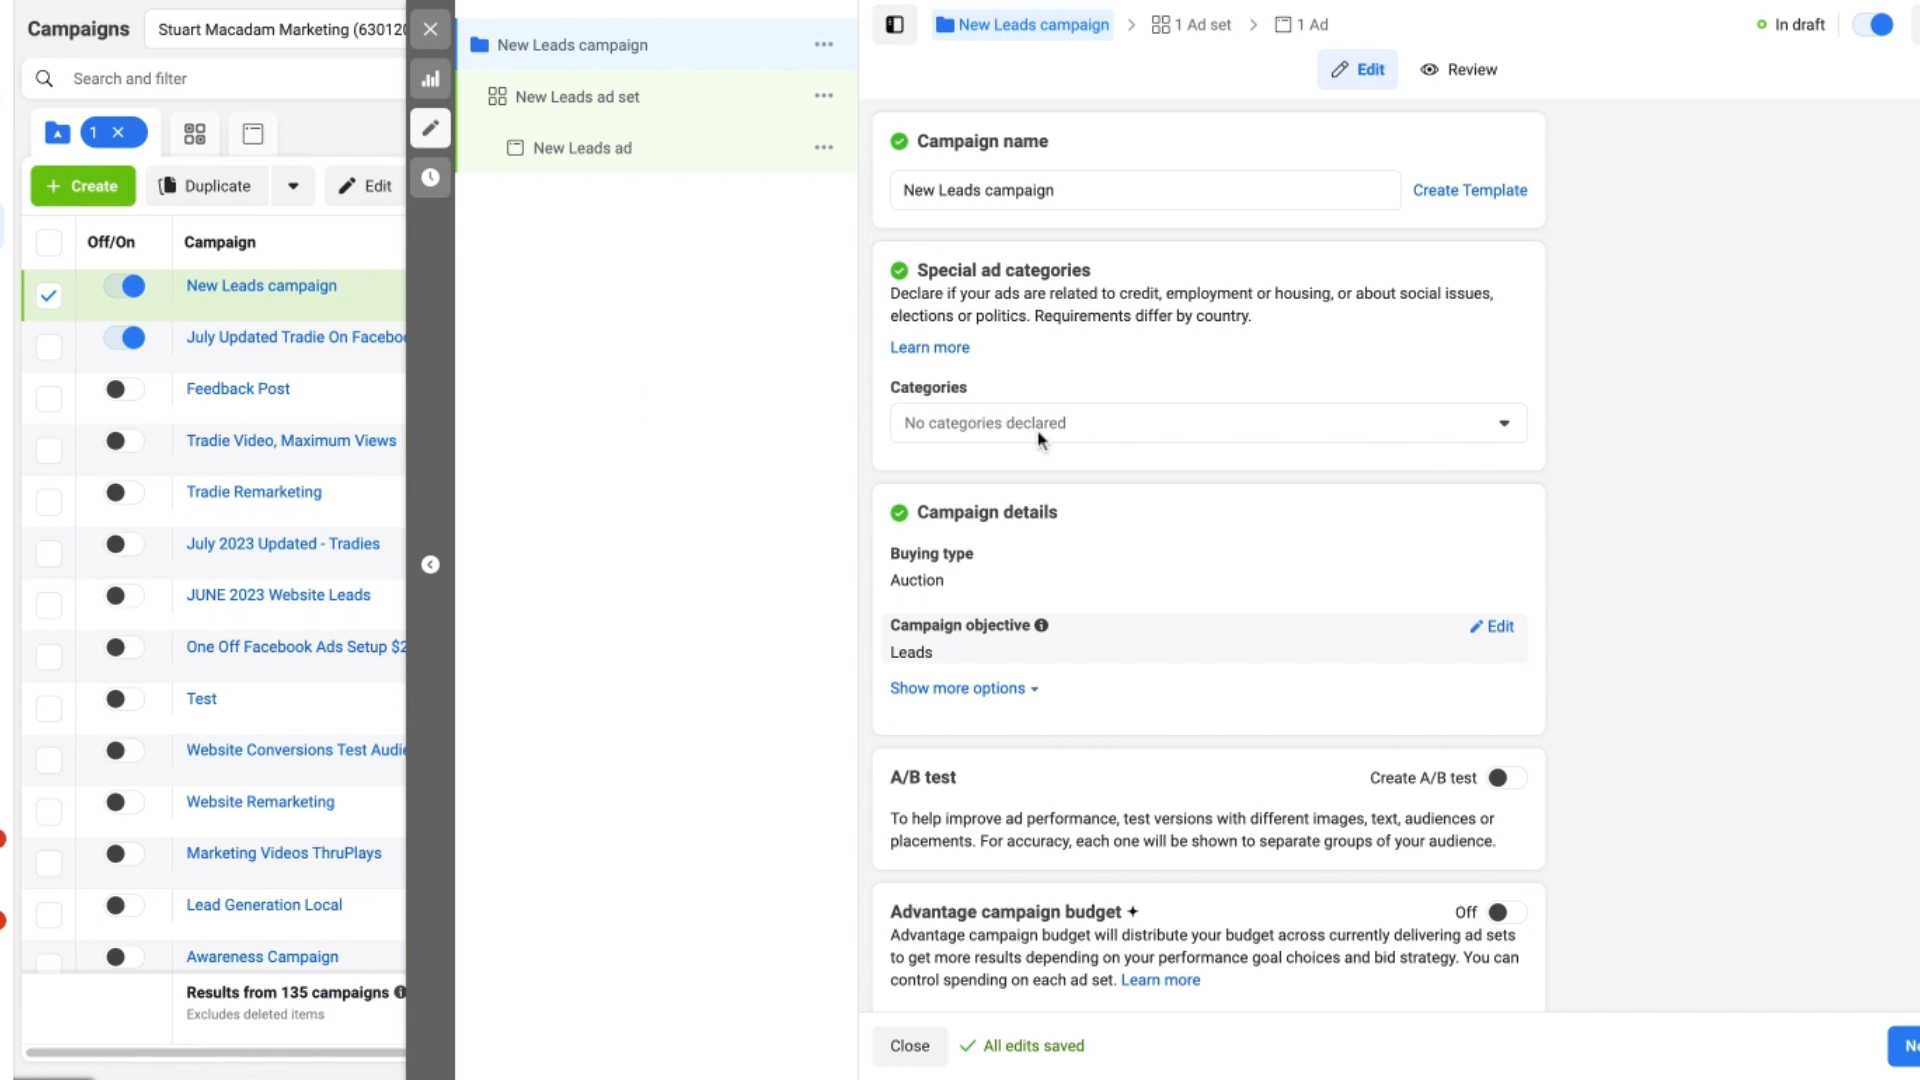 Campaigns
Stuart Macadam Marketing (630120
Search and filter
1
Create
Duplicate
Edit
Off/On
Campaign
New Leads campaign
July Updated Tradie On Facebo
Feedback Post
Tradie Video, Maximum Views
Tradie Remarketing
July 2023 Updated - Tradies
JUNE 2023 Website Leads
One Off Facebook Ads Setup $2
Test
Website Conversions Test Audie
Website Remarketing
Marketing Videos ThruPlays
Lead Generation Local
Awareness Campaign
Results from 135 campaigns
Excludes deleted items
New Leads campaign
New Leads ad set
New Leads ad
New Leads campaign
1 Ad set
1 Ad
In draft
Edit
Review
Campaign name
New Leads campaign
Create Template
Special ad categories
Declare if your ads are related to credit, employment or housing, or about social issues,
elections or politics. Requirements differ by country.
Learn more
Categories
No categories declared
Campaign details
Buying type
Auction
Campaign objective
Edit
Leads
Show more options
A/B test
Create A/B test
To help improve ad performance, test versions with different images, text, audiences or
placements. For accuracy, each one will be shown to separate groups of your audience.
Advantage campaign budget
Off
Advantage campaign budget will distribute your budget across currently delivering ad sets
to get more results depending on your performance goal choices and bid strategy. You can
control spending on each ad set. Learn more
Close
All edits saved
Ne